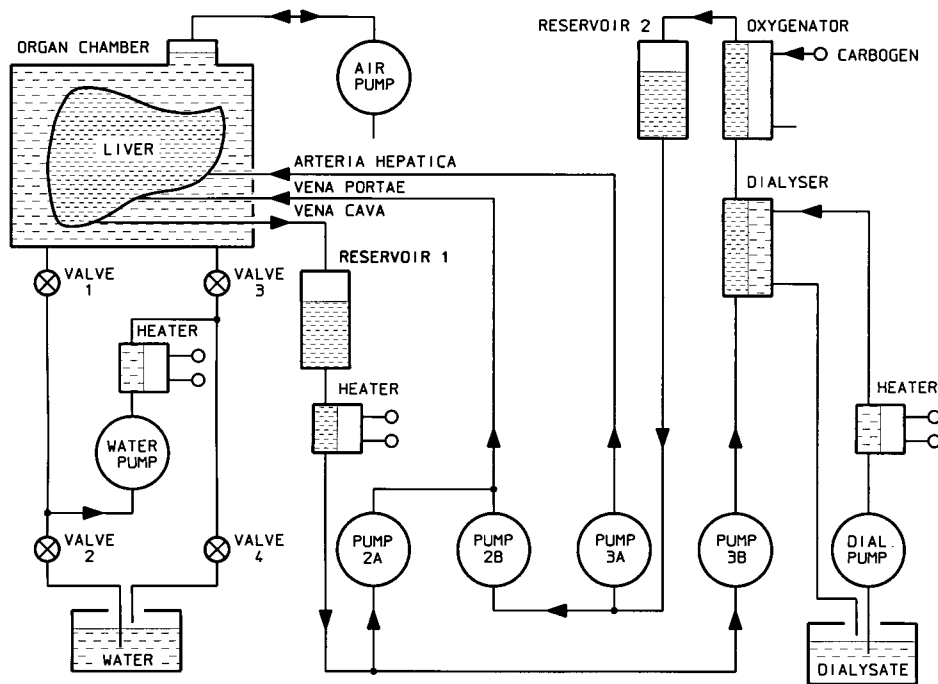 ORGAN CHAMBER
AIR
PUMP
RESERVOIR 2
OXYGENATOR
CARBOGEN
LIVER
ARTERIA HEPATICA
VENA PORTAE
VENA CAVA
DIALYSER
RESERVOIR 1
VALVE
1
VALVE
3
HEATER
HEATER
HEATER
WATER
PUMP
VALVE
2
VALVE
4
PUMP
2A
PUMP
2B
PUMP
3A
PUMP
3B
DIAL.
PUMP
WATER
DIALYSATE